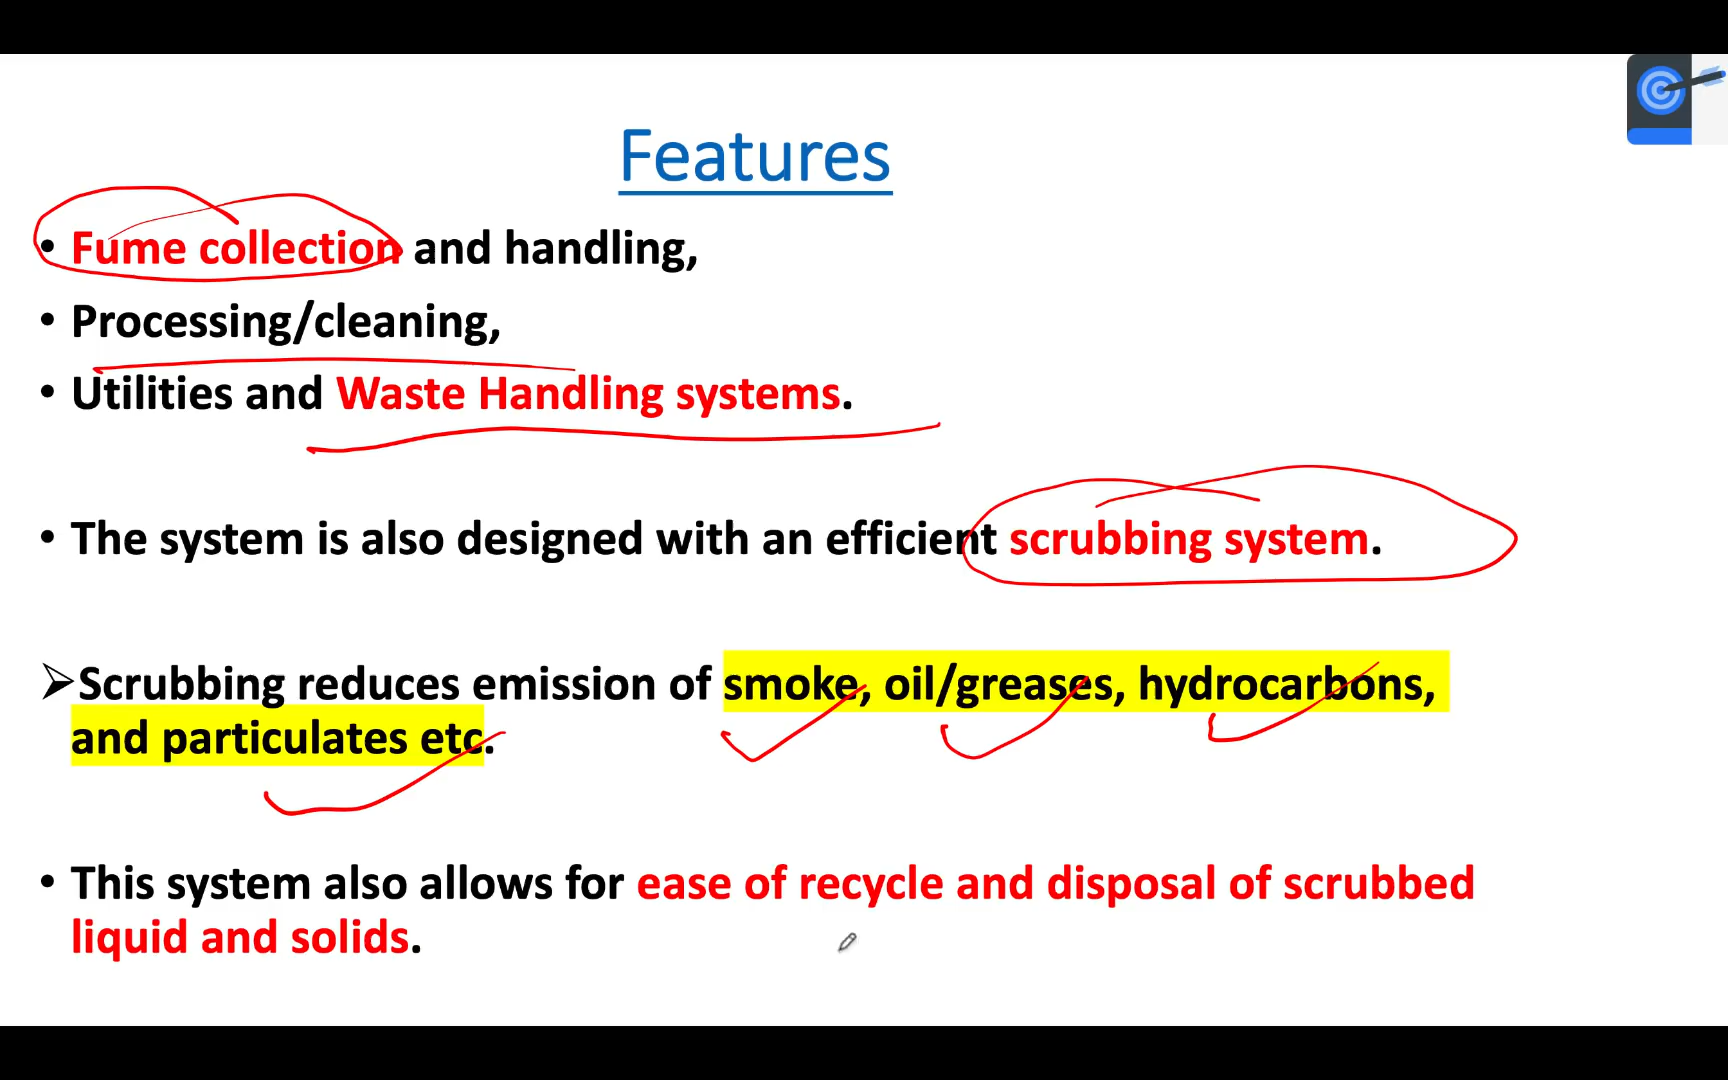 Features
• Fume collection and handling,
• Processing/cleaning,
• Utilities and Waste Handling systems.
• The system is also designed with an efficient scrubbing system.
➢Scrubbing reduces emission of smoke, oil/greases, hydrocarbons,
and particulates etc.
• This system also allows for ease of recycle and disposal of scrubbed
liquid and solids.